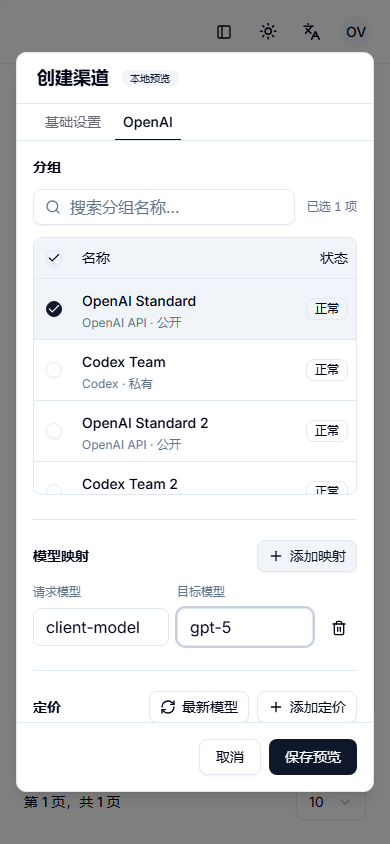 OV
创建渠道 本地预览
基础设置 OpenAI
分组
搜索分组名称... 已选 1 项
名称 状态
OpenAI Standard
OpenAI API · 公开
正常
Codex Team
Codex · 私有
正常
OpenAI Standard 2
OpenAI API · 公开
正常
Codex Team 2
正常
模型映射 添加映射
请求模型 目标模型
client-model gpt-5
定价 最新模型 添加定价
取消 保存预览
第 1 页，共 1 页 10